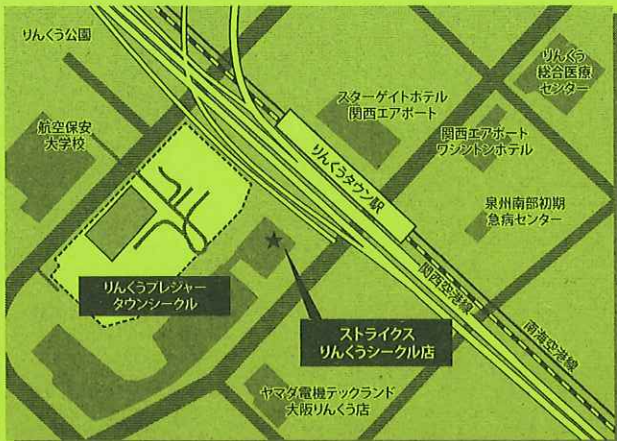 りんくう公園
航空保安
大学校
りんくうプレジャー
タウンシークル
スターゲイトホテル
関西エアポート
りんくう
総合医療
センター
関西エアポート
ワシントンホテル
りんくうタウン駅
泉州南部初期
急病センター
関西空港線
南海空港線
ストライクス
りんくうシークル店
ヤマダ電機テックランド
大阪りんくう店